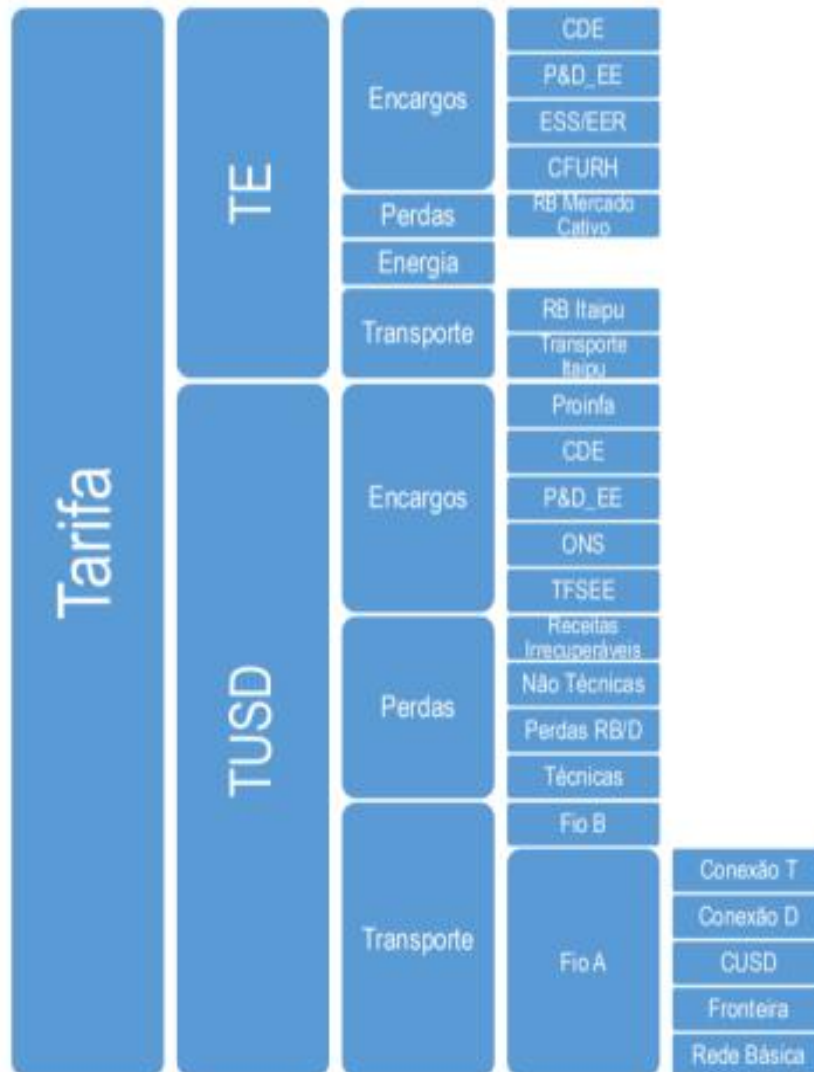 Tarifa
TE
Encargos
CDE
P&D_EE
ESS/EER
CFURH
Perdas
RB Mercado
Cativo
Energia
Transporte
RB Itaipu
Transporte
Itaipu
TUSD
Encargos
Proinfa
CDE
P&D_EE
ONS
TFSEE
Perdas
Receitas
Irrecuperáveis
Não Técnicas
Perdas RB/D
Técnicas
Transporte
Fio B
Fio A
Conexão T
Conexão D
CUSD
Fronteira
Rede Básica